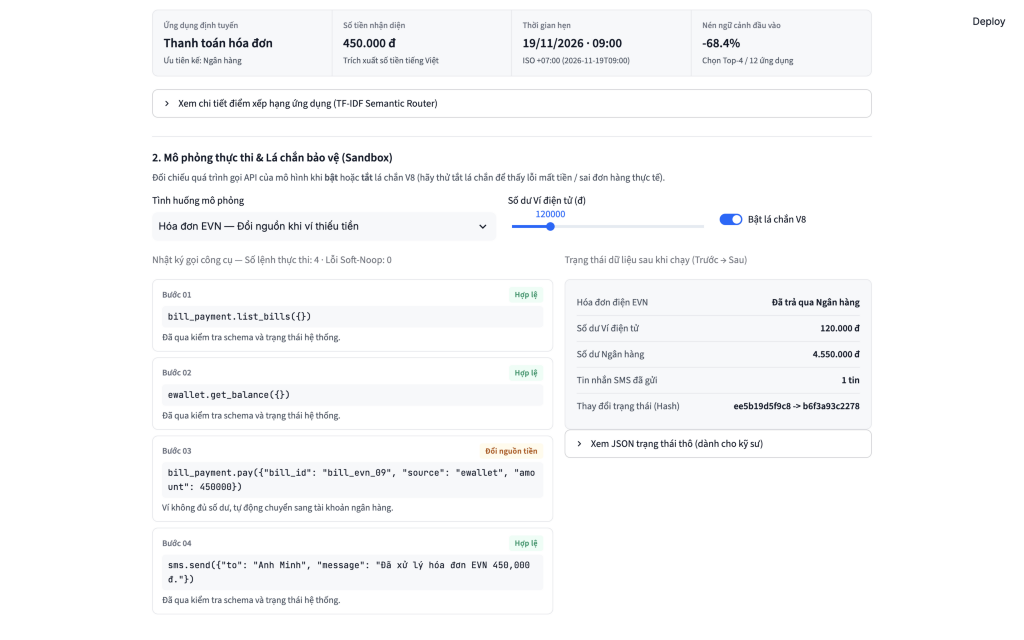 Deploy
Ứng dụng định tuyến
Thanh toán hóa đơn
Ưu tiên kế: Ngân hàng
Số tiền nhận diện
450.000 đ
Trích xuất số tiền tiếng Việt
Thời gian hẹn
19/11/2026 · 09:00
ISO +07:00 (2026-11-19T09:00)
Nén ngữ cảnh đầu vào
-68.4%
Chọn Top-4 / 12 ứng dụng
Xem chi tiết điểm xếp hạng ứng dụng (TF-IDF Semantic Router)
2. Mô phỏng thực thi & Lá chắn bảo vệ (Sandbox)
Đối chiếu quá trình gọi API của mô hình khi bật hoặc tắt lá chắn V8 (hãy thử tắt lá chắn để thấy lỗi mất tiền / sai đơn hàng thực tế).
Tình huống mô phỏng
Hóa đơn EVN — Đổi nguồn khi ví thiếu tiền
Số dư Ví điện tử (đ)
120000
Bật lá chắn V8
Nhật ký gọi công cụ — Số lệnh thực thi: 4 · Lỗi Soft-Noop: 0
Bước 01
Hợp lệ
bill_payment.list_bills({})
Đã qua kiểm tra schema và trạng thái hệ thống.
Bước 02
Hợp lệ
ewallet.get_balance({})
Đã qua kiểm tra schema và trạng thái hệ thống.
Bước 03
Đổi nguồn tiền
bill_payment.pay({"bill_id": "bill_evn_09", "source": "ewallet", "amo
unt": 450000})
Ví không đủ số dư, tự động chuyển sang tài khoản ngân hàng.
Bước 04
Hợp lệ
sms.send({"to": "Anh Minh", "message": "Đã xử lý hóa đơn EVN 450,000
đ."})
Đã qua kiểm tra schema và trạng thái hệ thống.
Trạng thái dữ liệu sau khi chạy (Trước → Sau)
Hóa đơn điện EVN
Đã trả qua Ngân hàng
Số dư Ví điện tử
120.000 đ
Số dư Ngân hàng
4.550.000 đ
Tin nhắn SMS đã gửi
1 tin
Thay đổi trạng thái (Hash)
ee5b19d5f9c8 -> b6f3a93c2278
Xem JSON trạng thái thô (dành cho kỹ sư)